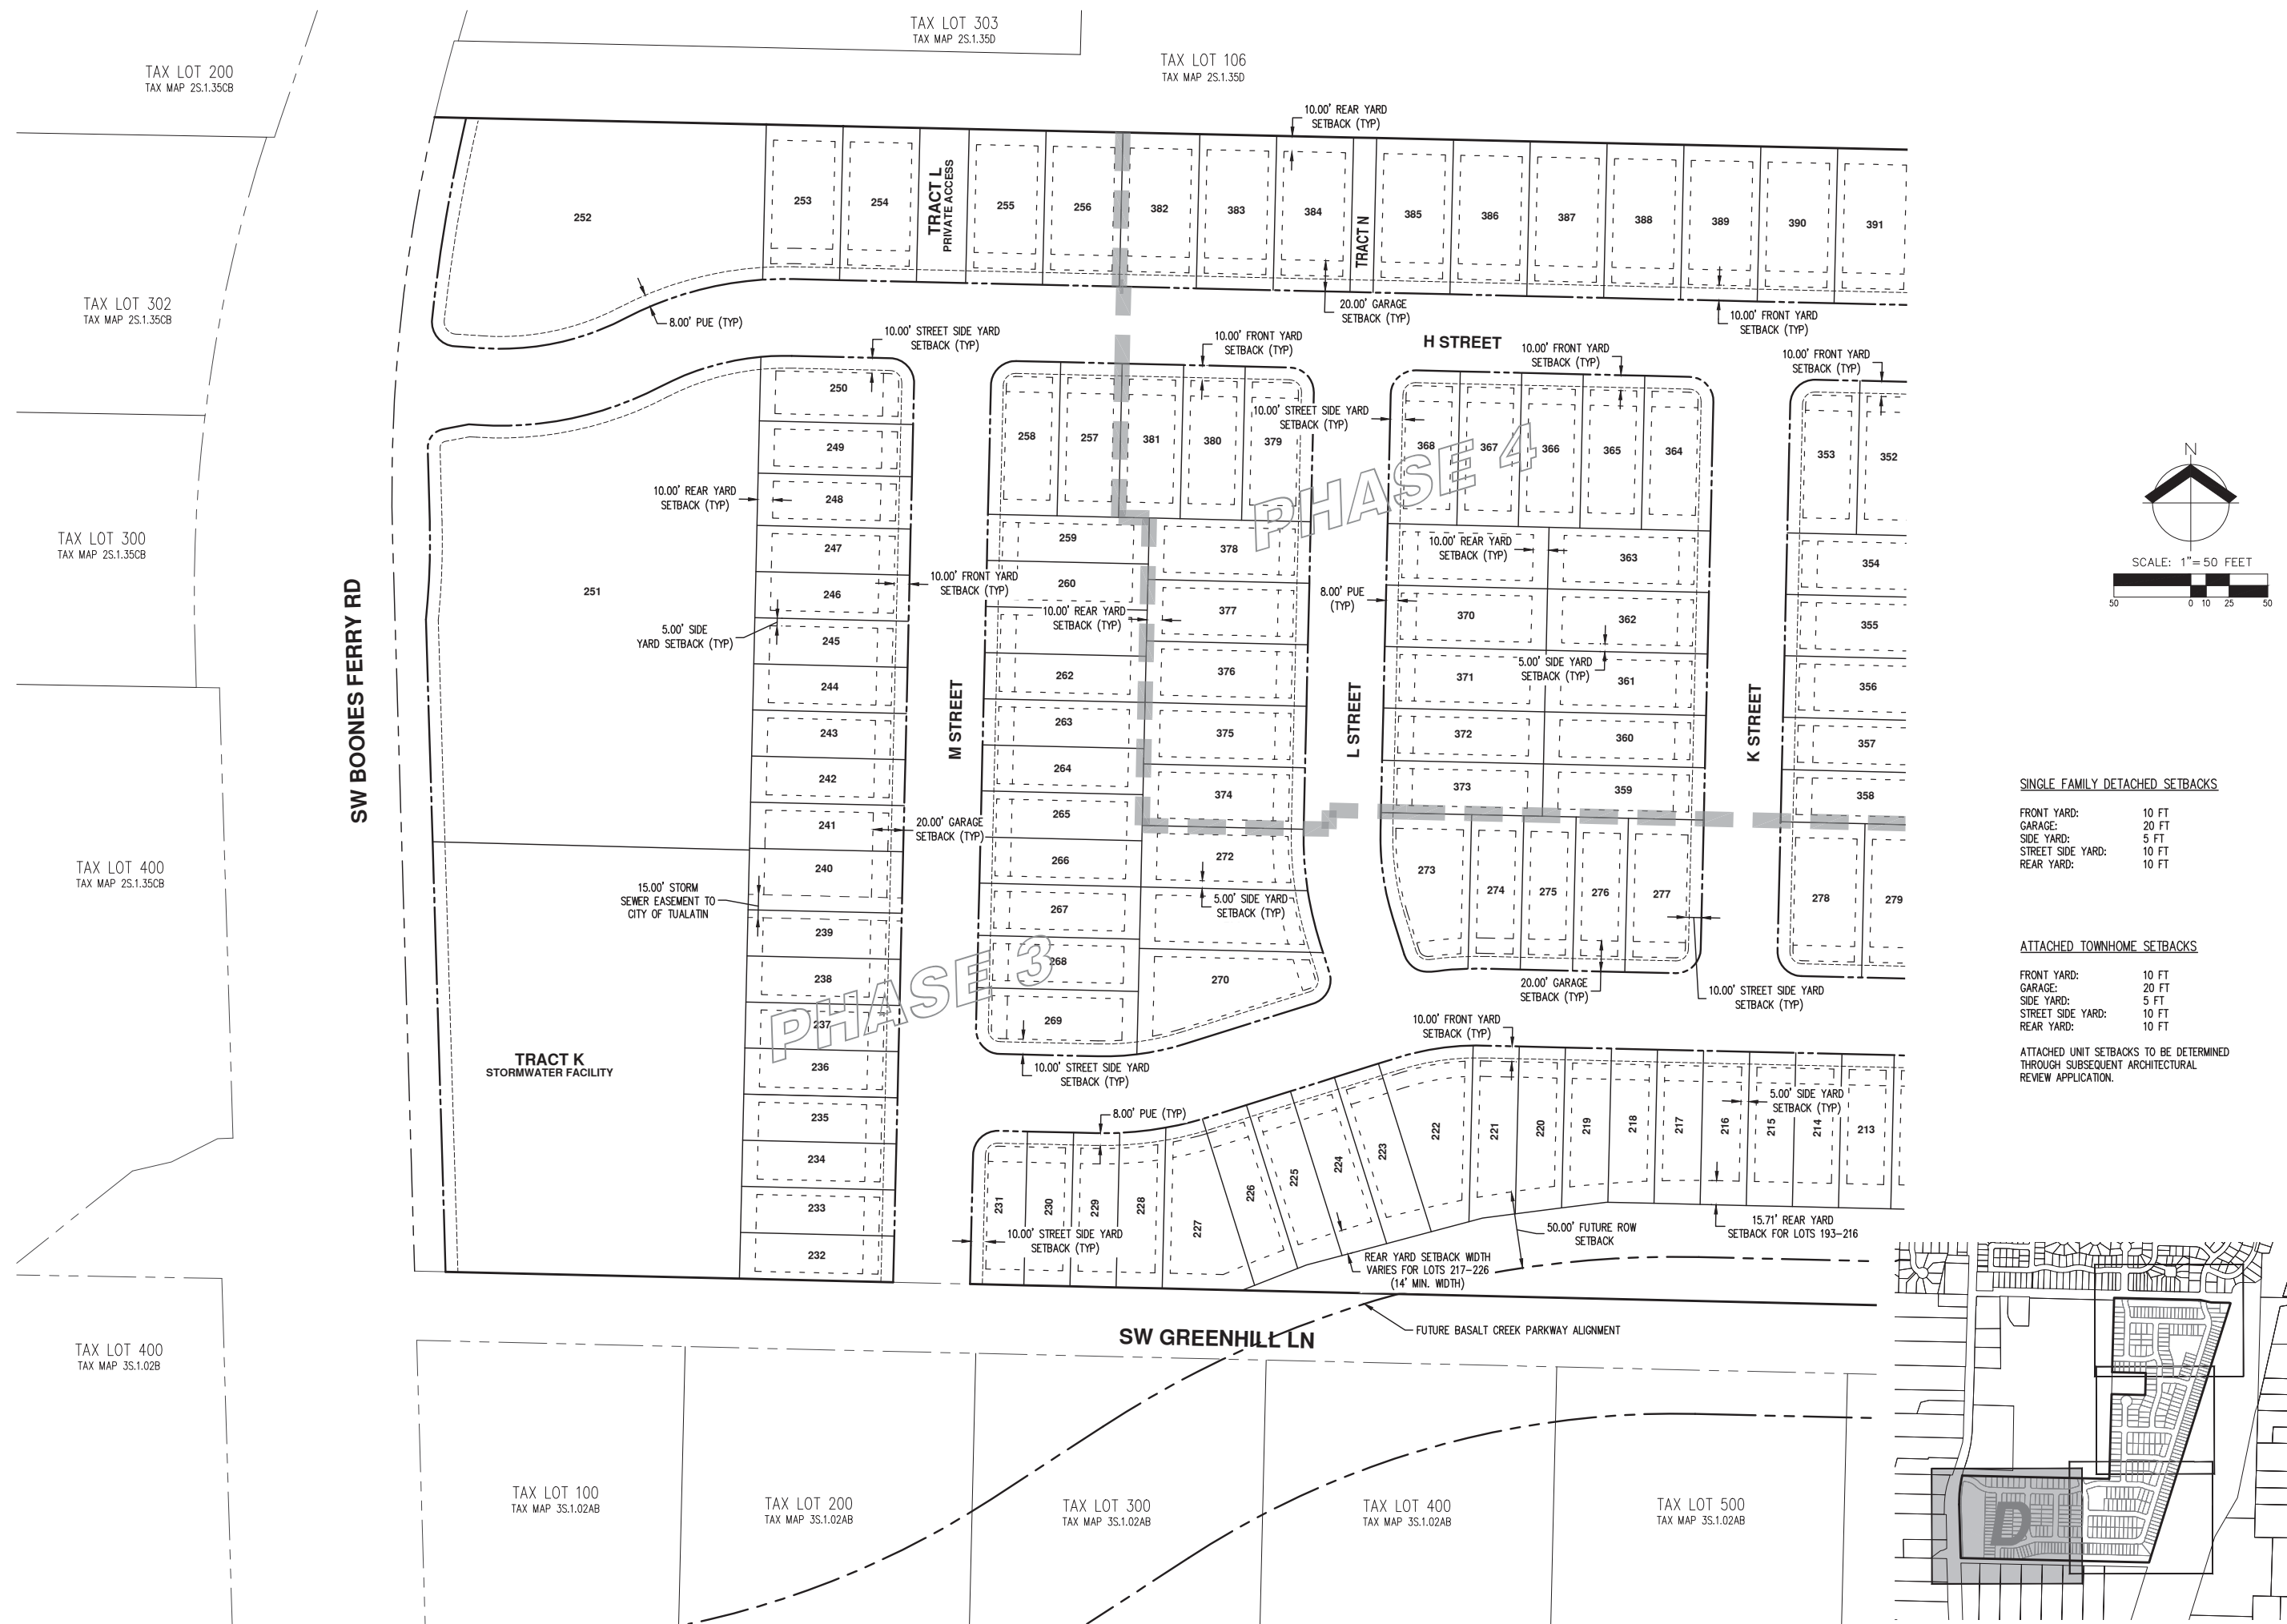 TAX LOT 303
TAX MAP 2S.1.35D
TAX LOT 200
TAX MAP 2S.1.35CB
TAX LOT 106
TAX MAP 2S.1.35D
10.00' REAR YARD
SETBACK (TYP)
252
253
254
TRACT L
PRIVATE ACCESS
255
256
382
383
384
TRACT N
385
386
387
388
389
390
391
TAX LOT 302
TAX MAP 2S.1.35CB
8.00' PUE (TYP)
20.00' GARAGE
SETBACK (TYP)
10.00' FRONT YARD
SETBACK (TYP)
10.00' STREET SIDE YARD
SETBACK (TYP)
10.00' FRONT YARD
SETBACK (TYP)
H STREET
10.00' FRONT YARD
SETBACK (TYP)
10.00' FRONT YARD
SETBACK (TYP)
250
249
248
247
246
245
244
243
242
241
240
239
238
237
236
235
234
233
232
258
257
381
380
379
10.00' STREET SIDE YARD
SETBACK (TYP)
368
367
366
365
364
353
352
PHASE 4
10.00' REAR YARD
SETBACK (TYP)
TAX LOT 300
TAX MAP 2S.1.35CB
251
SW BOONES FERRY RD
10.00' FRONT YARD
SETBACK (TYP)
5.00' SIDE
YARD SETBACK (TYP)
259
260
10.00' REAR YARD
SETBACK (TYP)
262
263
264
265
266
267
268
269
378
377
376
375
374
272
5.00' SIDE YARD
SETBACK (TYP)
270
10.00' REAR YARD
SETBACK (TYP)
8.00' PUE
(TYP)
370
371
372
373
363
362
5.00' SIDE YARD
SETBACK (TYP)
361
360
359
354
355
356
357
358
M STREET
L STREET
K STREET
N
SCALE: 1"= 50 FEET
50 0 10 25 50
20.00' GARAGE
SETBACK (TYP)
TAX LOT 400
TAX MAP 2S.1.35CB
15.00' STORM
SEWER EASEMENT TO
CITY OF TUALATIN
273
274
275
276
277
278
279
SINGLE FAMILY DETACHED SETBACKS
FRONT YARD: 10 FT
GARAGE: 20 FT
SIDE YARD: 5 FT
STREET SIDE YARD: 10 FT
REAR YARD: 10 FT
ATTACHED TOWNHOME SETBACKS
FRONT YARD: 10 FT
GARAGE: 20 FT
SIDE YARD: 5 FT
STREET SIDE YARD: 10 FT
REAR YARD: 10 FT
ATTACHED UNIT SETBACKS TO BE DETERMINED
THROUGH SUBSEQUENT ARCHITECTURAL
REVIEW APPLICATION.
PHASE 3
20.00' GARAGE
SETBACK (TYP)
10.00' STREET SIDE YARD
SETBACK (TYP)
10.00' FRONT YARD
SETBACK (TYP)
TRACT K
STORMWATER FACILITY
10.00' STREET SIDE YARD
SETBACK (TYP)
8.00' PUE (TYP)
5.00' SIDE YARD
SETBACK (TYP)
231
230
229
228
227
226
225
224
223
222
221
220
219
218
217
216
215
214
213
10.00' STREET SIDE YARD
SETBACK (TYP)
50.00' FUTURE ROW
SETBACK
15.71' REAR YARD
SETBACK FOR LOTS 193-216
REAR YARD SETBACK WIDTH
VARIES FOR LOTS 217-226
(14' MIN. WIDTH)
FUTURE BASALT CREEK PARKWAY ALIGNMENT
SW GREENHILL LN
TAX LOT 400
TAX MAP 3S.1.02B
TAX LOT 100
TAX MAP 3S.1.02AB
TAX LOT 200
TAX MAP 3S.1.02AB
TAX LOT 300
TAX MAP 3S.1.02AB
TAX LOT 400
TAX MAP 3S.1.02AB
TAX LOT 500
TAX MAP 3S.1.02AB
D